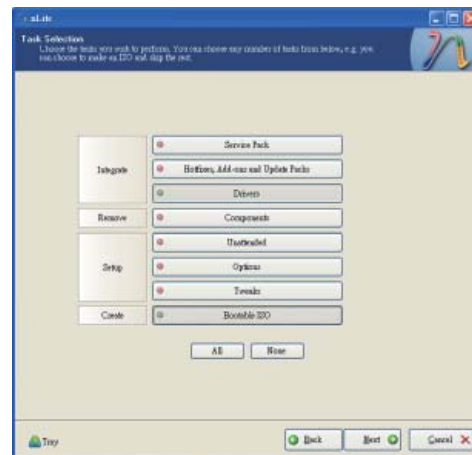 nLite
Task Selection
Choose the tasks you wish to perform. You can choose any number of tasks from below, e.g. you
can choose to make an ISO and skip the rest.
Integrate
Service Pack
Hotfixes, Add-ons and Update Packs
Drivers
Remove
Components
Setup
Unattended
Options
Tweaks
Create
Bootable ISO
All
None
Tray
Back
Next
Cancel